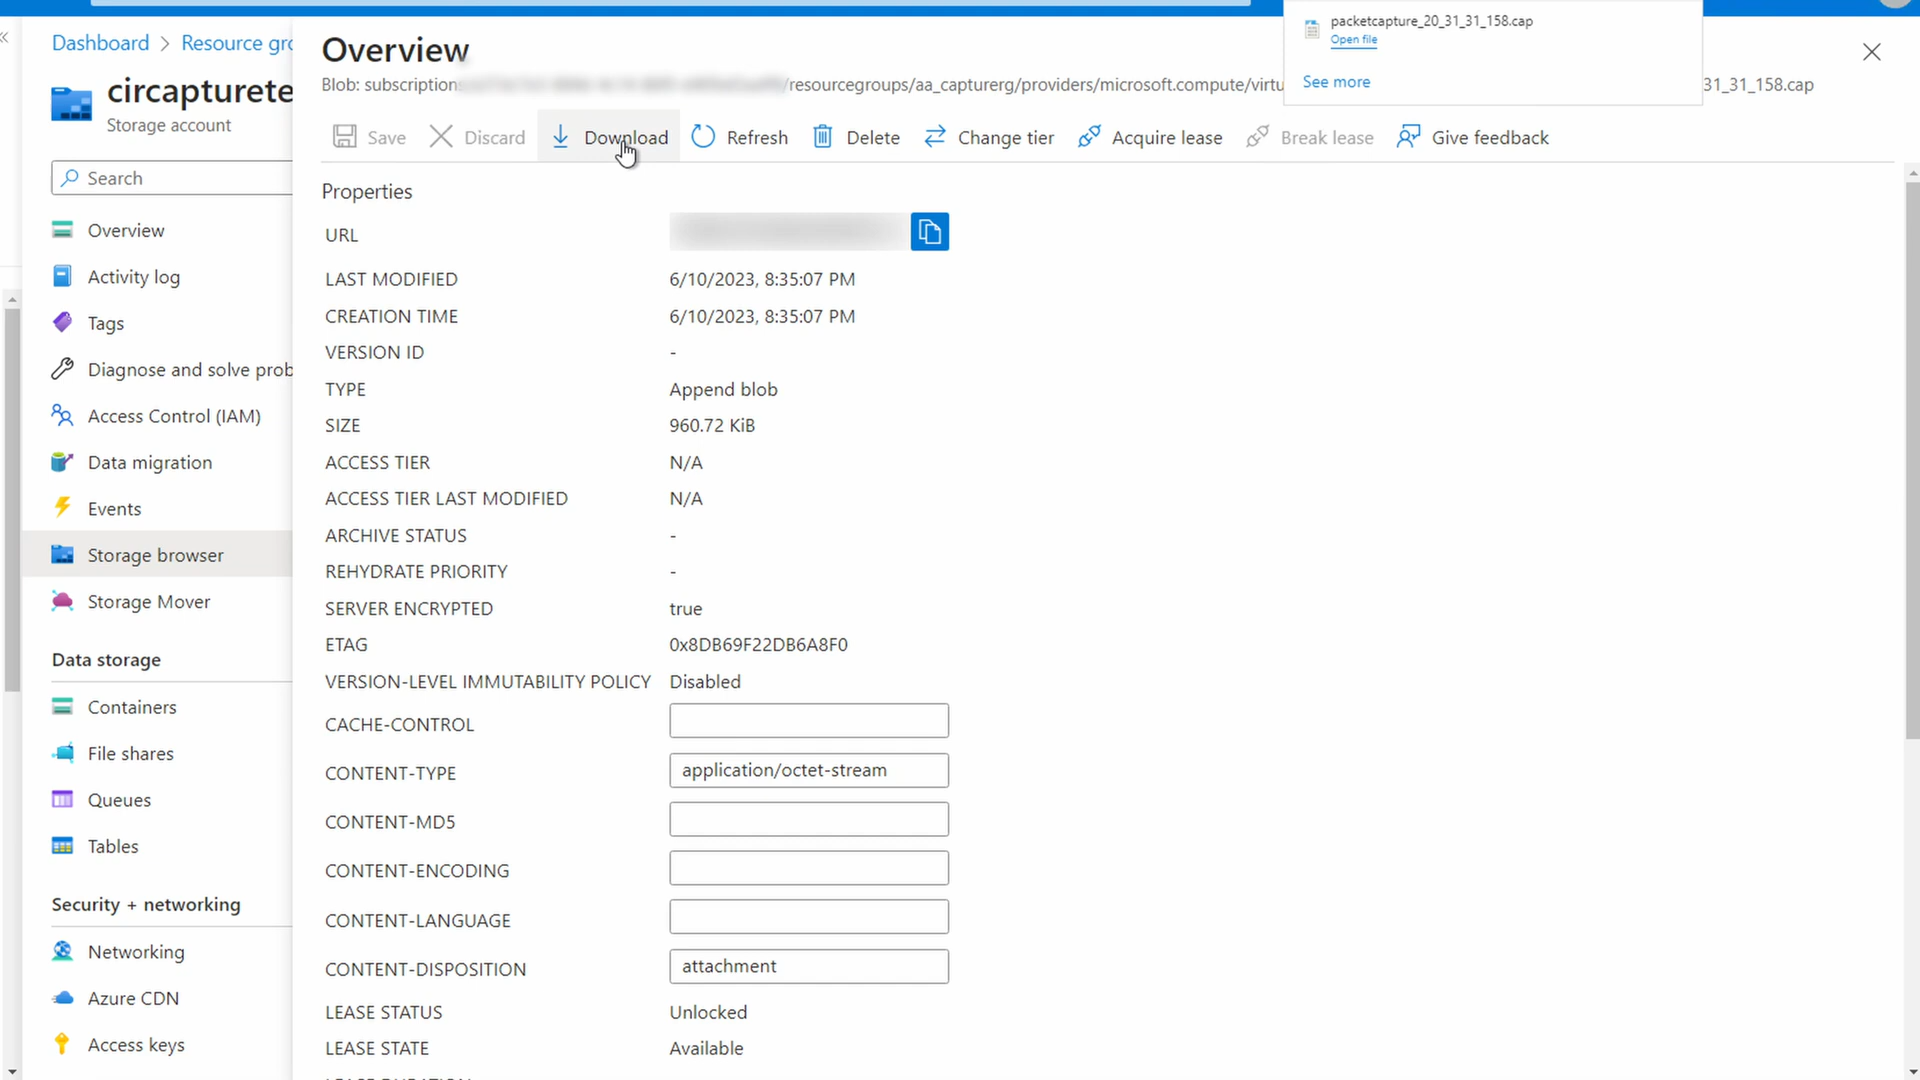 packetcapture_20_31_31_158.cap
Open file
See more
Dashboard > Resource gro
circapturete
Storage account
Search
Overview
Activity log
Tags
Diagnose and solve prob
Access Control (IAM)
Data migration
Events
Storage browser
Storage Mover
Data storage
Containers
File shares
Queues
Tables
Security + networking
Networking
Azure CDN
Access keys
Overview
Blob: subscription /resourcegroups/aa_capturerg/providers/microsoft.compute/virtu 31_31_158.cap
Save Discard Download Refresh Delete Change tier Acquire lease Break lease Give feedback
Properties
URL
LAST MODIFIED 6/10/2023, 8:35:07 PM
CREATION TIME 6/10/2023, 8:35:07 PM
VERSION ID -
TYPE Append blob
SIZE 960.72 KiB
ACCESS TIER N/A
ACCESS TIER LAST MODIFIED N/A
ARCHIVE STATUS -
REHYDRATE PRIORITY -
SERVER ENCRYPTED true
ETAG 0x8DB69F22DB6A8F0
VERSION-LEVEL IMMUTABILITY POLICY Disabled
CACHE-CONTROL
CONTENT-TYPE application/octet-stream
CONTENT-MD5
CONTENT-ENCODING
CONTENT-LANGUAGE
CONTENT-DISPOSITION attachment
LEASE STATUS Unlocked
LEASE STATE Available